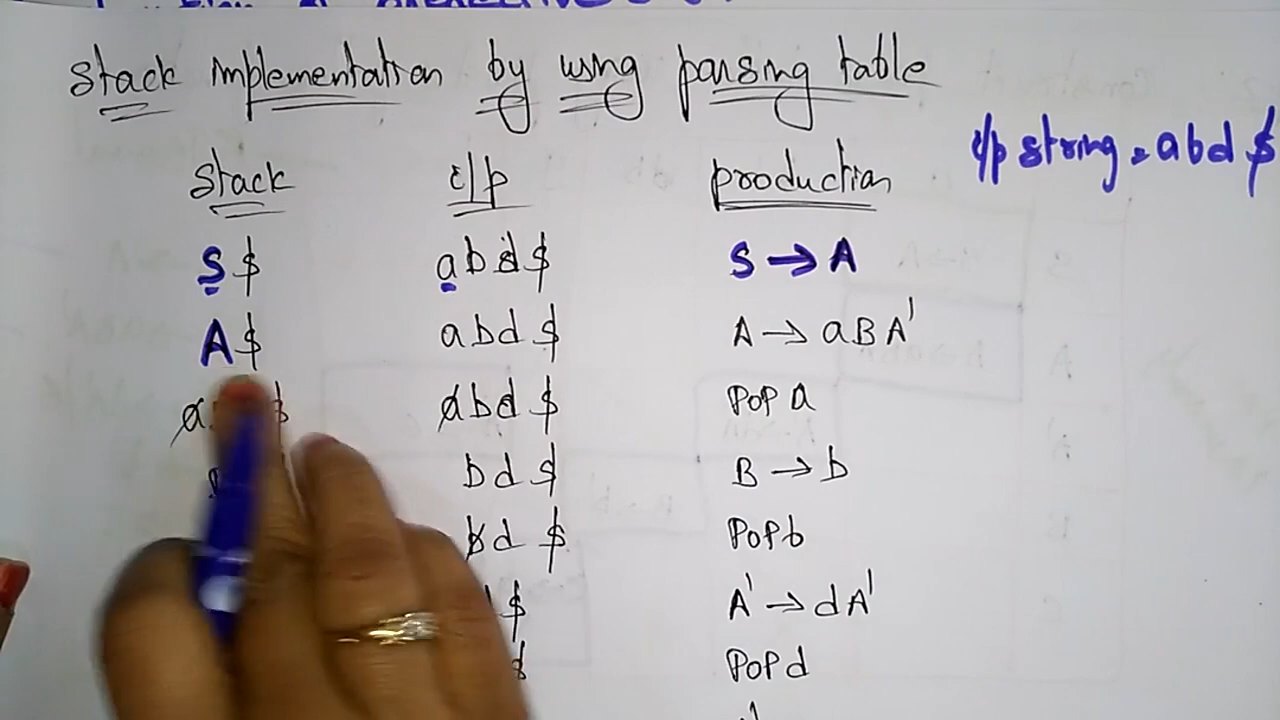 Stack Implementation by using parsing table
i/p string = abd$
Stack i/p production
S$ abd$ S → A
A$ abd$ A → aBA'
a $ abd$ POP a
bd$ B → b
bd$ POP b
$ A' → dA'
POP d